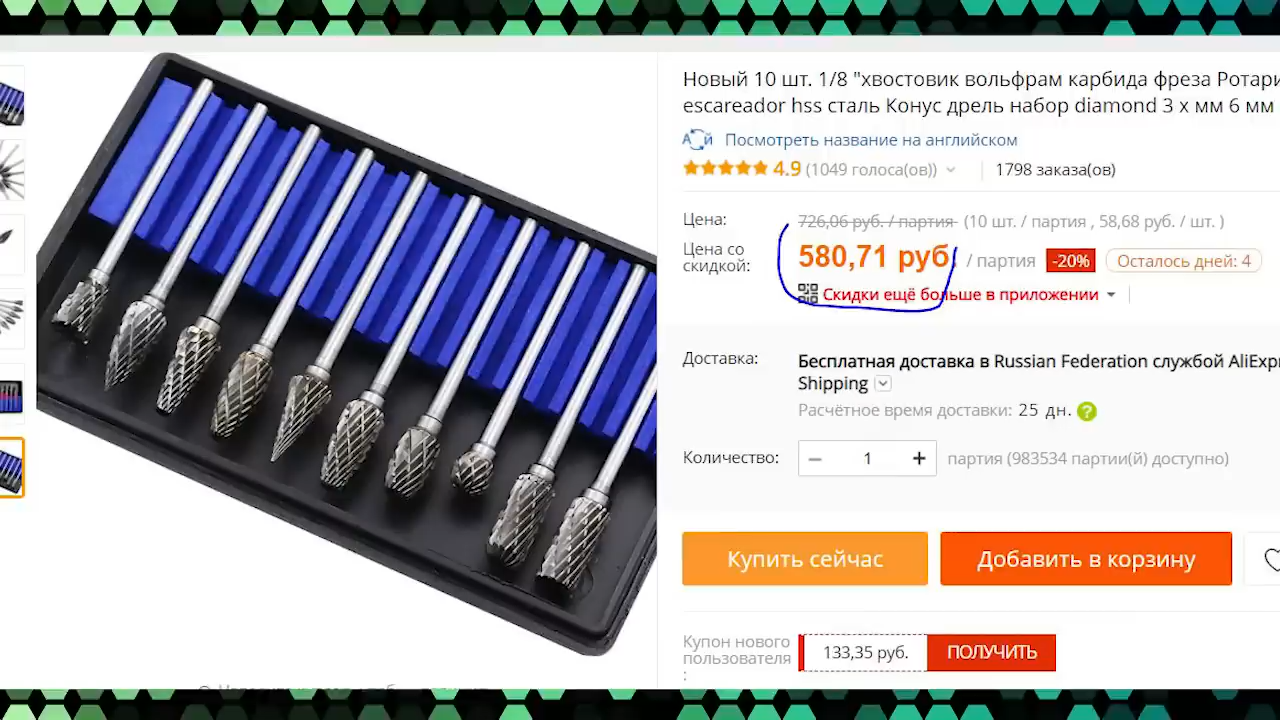 Новый 10 шт. 1/8 "хвостовик вольфрам карбида фреза Ротари
escareador hss сталь Конус дрель набор diamond 3 х мм 6 мм
Посмотреть название на английском
4.9 (1049 голоса(ов)) 1798 заказа(ов)
Цена: 726,06 руб. / партия (10 шт. / партия , 58,68 руб. / шт. )
Цена со
скидкой:
580,71 руб. / партия -20% Осталось дней: 4
Скидки ещё больше в приложении
Доставка: Бесплатная доставка в Russian Federation службой AliExpr
Shipping
Расчётное время доставки: 25 дн. ?
Количество: − 1 + партия (983534 партии(й) доступно)
Купить сейчас Добавить в корзину
Купон нового
пользователя
:
133,35 руб. ПОЛУЧИТЬ